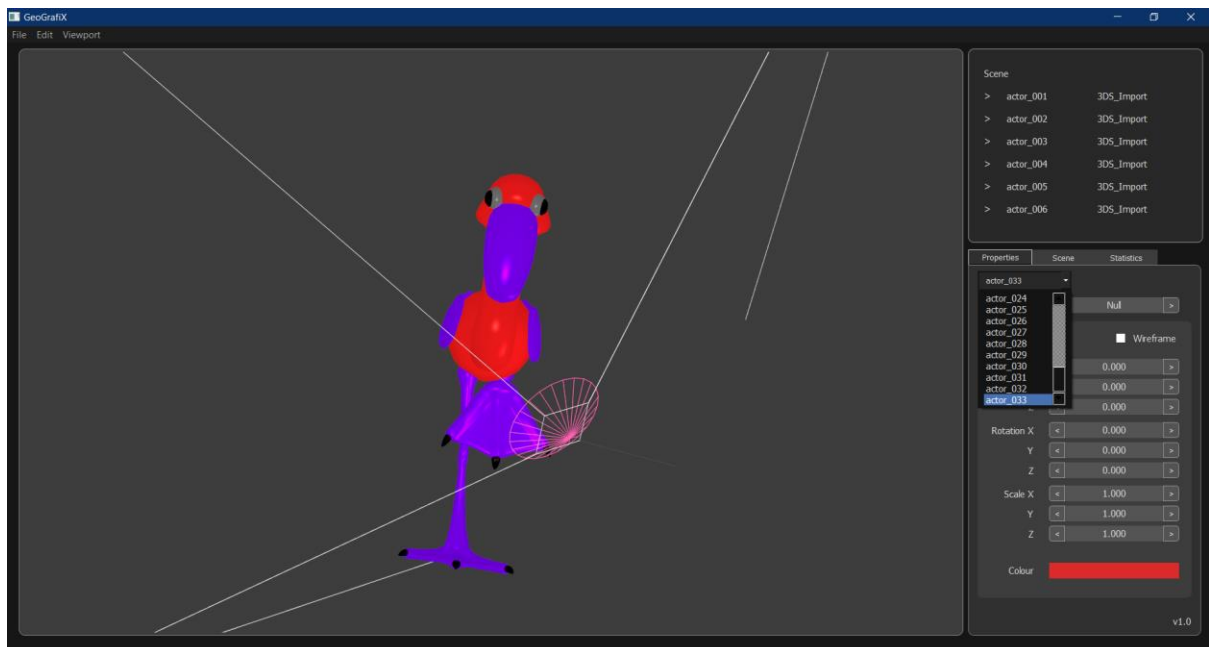 GeoGrafiX
File Edit Viewport
Scene
> actor_001 3DS_Import
> actor_002 3DS_Import
> actor_003 3DS_Import
> actor_004 3DS_Import
> actor_005 3DS_Import
> actor_006 3DS_Import
Properties Scene Statistics
actor_033
actor_024
actor_025
actor_026
actor_027
actor_028
actor_029
actor_030
actor_031
actor_032
actor_033
Null >
Wireframe
0.000 >
0.000 >
Z < 0.000 >
Rotation X < 0.000 >
Y < 0.000 >
Z < 0.000 >
Scale X < 1.000 >
Y < 1.000 >
Z < 1.000 >
Colour
v1.0